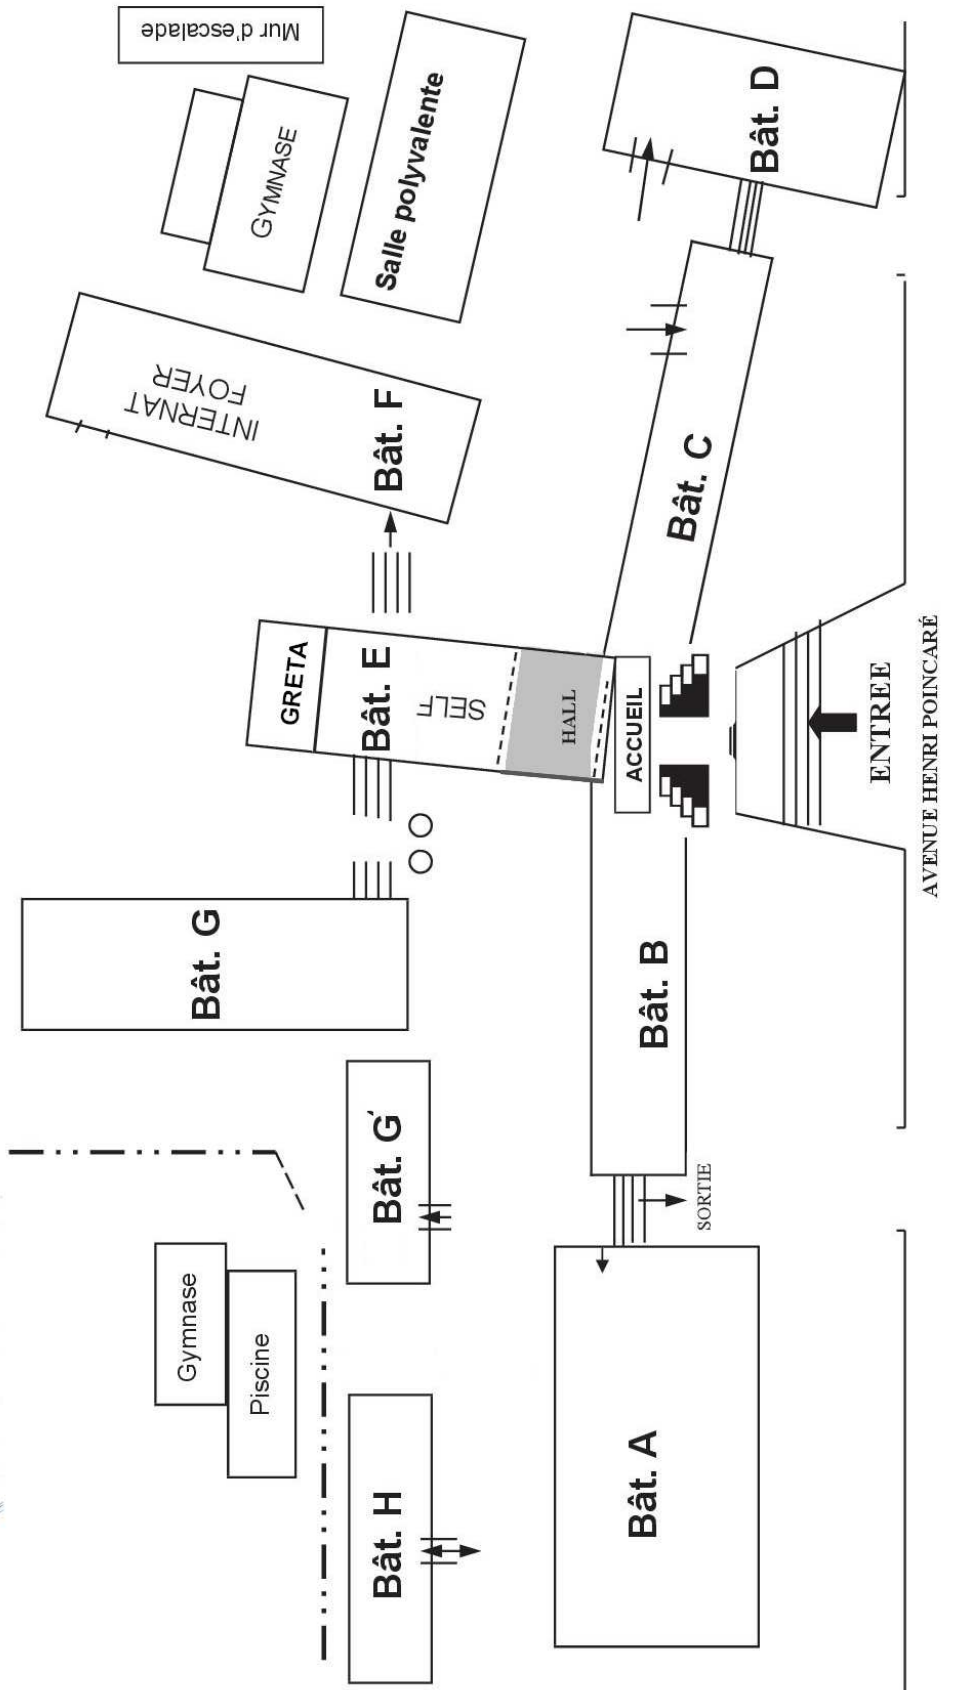 Mur d'escalade
GYMNASE
Salle polyvalente
Bât. D
INTERNAT
FOYER
Bât. F
Bât. C
GRETA
Bât. E
SELF
HALL
ACCUEIL
ENTREE
AVENUE HENRI POINCARÉ
Bât. G
Bât. B
Bât. G'
SORTIE
Gymnase
Piscine
Bât. H
Bât. A